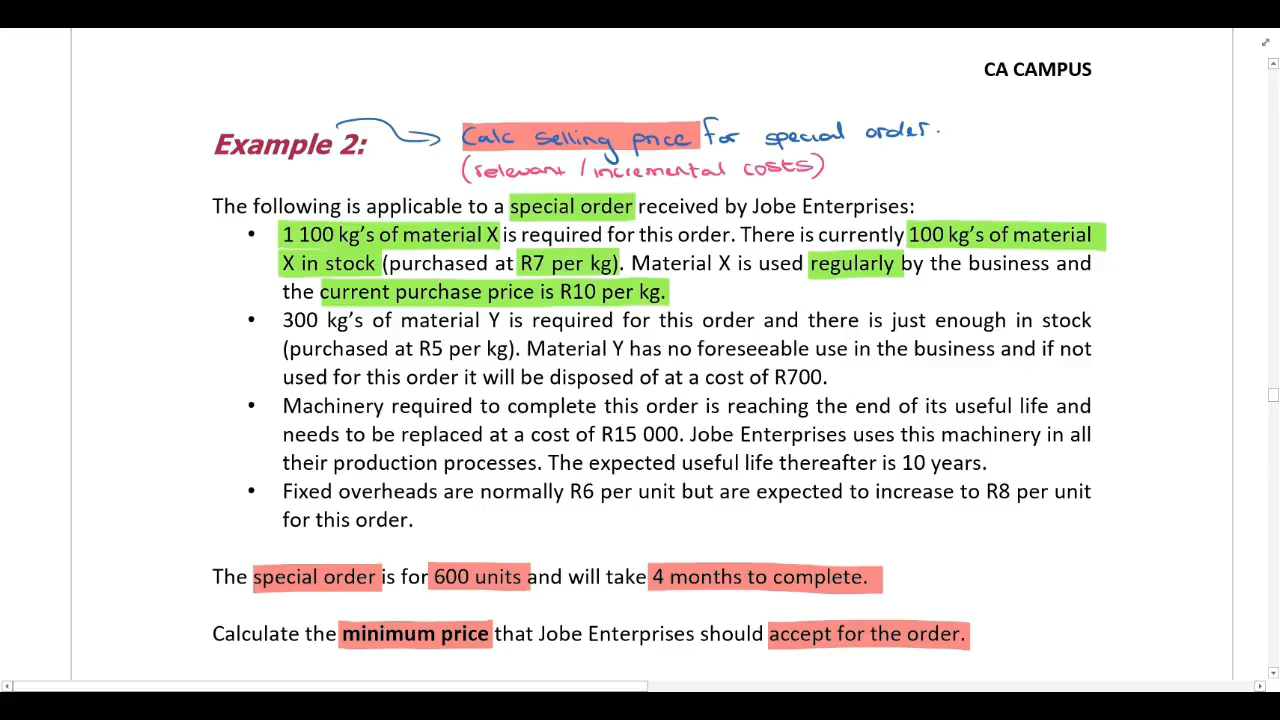 CA CAMPUS
Example 2: Calc selling price for special order.
(relevant / incremental costs)
The following is applicable to a special order received by Jobe Enterprises:
• 1 100 kg's of material X is required for this order. There is currently 100 kg's of material
X in stock (purchased at R7 per kg). Material X is used regularly by the business and
the current purchase price is R10 per kg.
• 300 kg's of material Y is required for this order and there is just enough in stock
(purchased at R5 per kg). Material Y has no foreseeable use in the business and if not
used for this order it will be disposed of at a cost of R700.
• Machinery required to complete this order is reaching the end of its useful life and
needs to be replaced at a cost of R15 000. Jobe Enterprises uses this machinery in all
their production processes. The expected useful life thereafter is 10 years.
• Fixed overheads are normally R6 per unit but are expected to increase to R8 per unit
for this order.
The special order is for 600 units and will take 4 months to complete.
Calculate the minimum price that Jobe Enterprises should accept for the order.